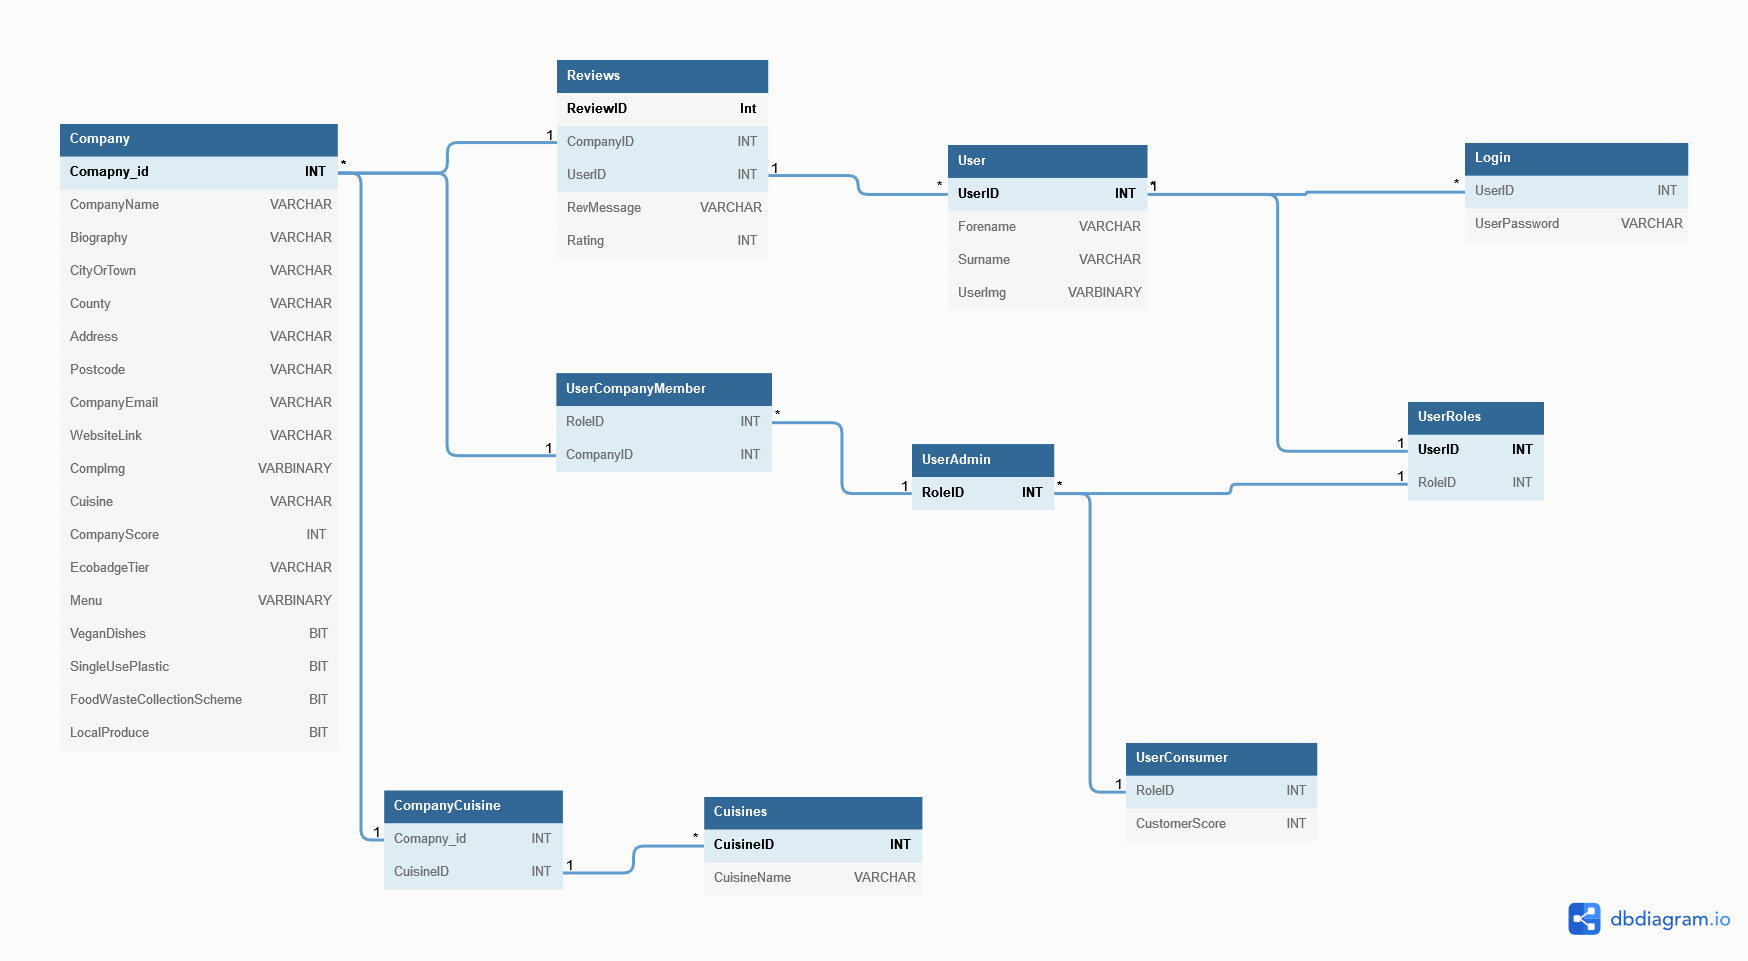 Company
Comapny_id INT
CompanyName VARCHAR
Biography VARCHAR
CityOrTown VARCHAR
County VARCHAR
Address VARCHAR
Postcode VARCHAR
CompanyEmail VARCHAR
WebsiteLink VARCHAR
CompImg VARBINARY
Cuisine VARCHAR
CompanyScore INT
EcobadgeTier VARCHAR
Menu VARBINARY
VeganDishes BIT
SingleUsePlastic BIT
FoodWasteCollectionScheme BIT
LocalProduce BIT
*
1
Reviews
ReviewID Int
CompanyID INT
UserID INT
RevMessage VARCHAR
Rating INT
1
*
User
UserID INT
Forename VARCHAR
Surname VARCHAR
UserImg VARBINARY
*
1
*
Login
UserID INT
UserPassword VARCHAR
1
UserCompanyMember
RoleID INT
CompanyID INT
*
1
UserAdmin
RoleID INT
*
1
1
UserRoles
UserID INT
RoleID INT
1
UserConsumer
RoleID INT
CustomerScore INT
1
CompanyCuisine
Comapny_id INT
CuisineID INT
1
*
Cuisines
CuisineID INT
CuisineName VARCHAR
dbdiagram.io